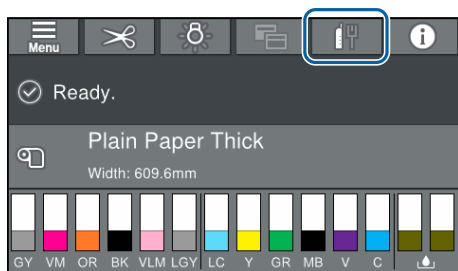 Menu
Ready.
Plain Paper Thick
Width: 609.6mm
GY VM OR BK VLM LGY LC Y GR MB V C